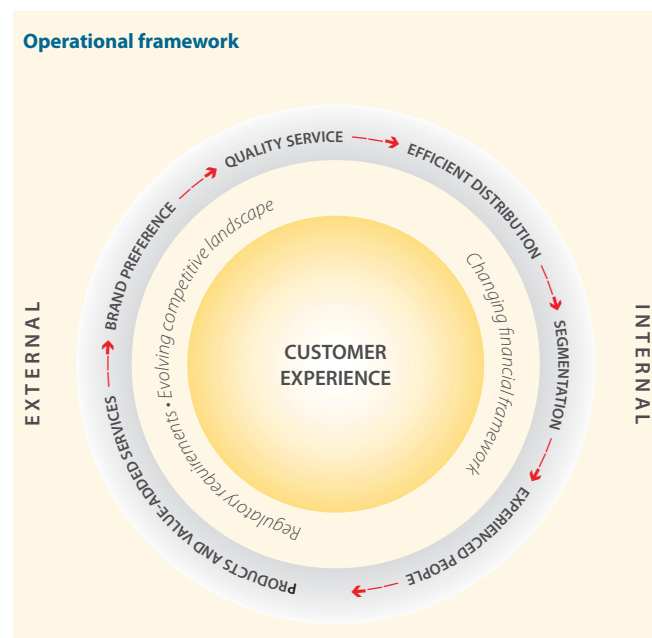 Operational framework
QUALITY SERVICE
EFFICIENT DISTRIBUTION
SEGMENTATION
EXPERIENCED PEOPLE
PRODUCTS AND VALUE-ADDED SERVICES
BRAND PREFERENCE
Regulatory requirements • Evolving competitive landscape
Changing financial framework
CUSTOMER
EXPERIENCE
EXTERNAL
INTERNAL